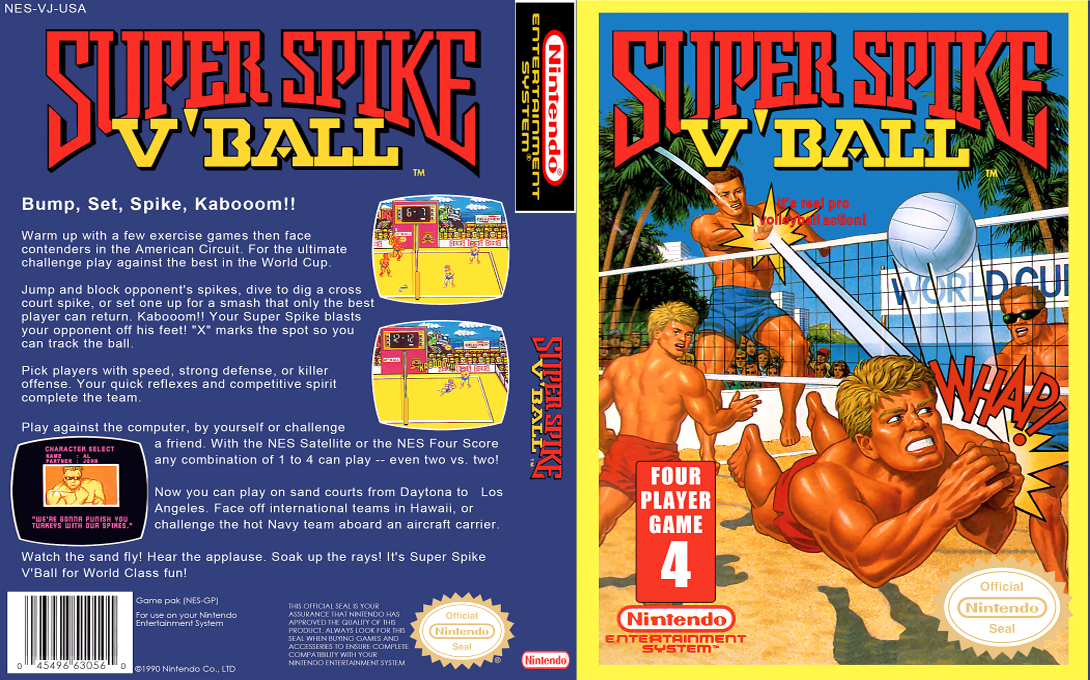 NES-VJ-USA
SUPER SPIKE
V'BALL
TM
Bump, Set, Spike, Kabooom!!
Warm up with a few exercise games then face
contenders in the American Circuit. For the ultimate
challenge play against the best in the World Cup.
Jump and block opponent's spikes, dive to dig a cross
court spike, or set one up for a smash that only the best
player can return. Kabooom!! Your Super Spike blasts
your opponent off his feet! "X" marks the spot so you
can track the ball.
Pick players with speed, strong defense, or killer
offense. Your quick reflexes and competitive spirit
complete the team.
Play against the computer, by yourself or challenge
a friend. With the NES Satellite or the NES Four Score
any combination of 1 to 4 can play -- even two vs. two!
Now you can play on sand courts from Daytona to Los
Angeles. Face off international teams in Hawaii, or
challenge the hot Navy team aboard an aircraft carrier.
Watch the sand fly! Hear the applause. Soak up the rays! It's Super Spike
V'Ball for World Class fun!
CHARACTER SELECT
NAME : AL
PARTNER : JOHN
"WE'RE GONNA PUNISH YOU
TURKEYS WITH OUR SPIKES."
0 45496 63056 0
Game pak (NES-GP)
For use on your Nintendo
Entertainment System
©1990 Nintendo Co., LTD
THIS OFFICIAL SEAL IS YOUR
ASSURANCE THAT NINTENDO HAS
APPROVED THE QUALITY OF THIS
PRODUCT. ALWAYS LOOK FOR THIS
SEAL WHEN BUYING GAMES AND
ACCESSERIES TO ENSURE COMPLETE
COMPATIBILITY WITH YOUR
NINTENDO ENTERTAINMENT SYSTEM
Official
Nintendo
Seal
®
Nintendo®
ENTERTAINMENT
SYSTEM®
SUPER SPIKE
V'BALL
Nintendo
SUPER SPIKE
V'BALL
TM
It's real pro
volleyball action!
WORLD CUP
WHAP!
FOUR
PLAYER
GAME
4
Nintendo
ENTERTAINMENT
SYSTEM™
Official
Nintendo
Seal